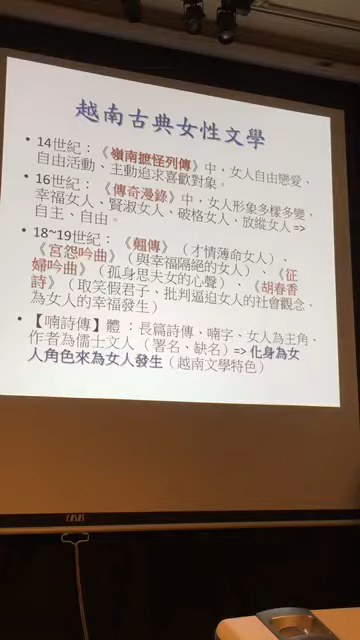 越南古典女性文學
• 14世紀：《嶺南摭怪列傳》中，女人自由戀愛、
自由活動、主動追求喜歡對象。
• 16世紀：《傳奇漫錄》中，女人形象多樣多變，
幸福女人、賢淑女人、破格女人、放縱女人=>
自主、自由。
• 18~19世紀：《翹傳》（才情薄命女人）、
《宮怨吟曲》（與幸福隔絕的女人）、《征
婦吟曲》（孤身思夫女的心聲）、《胡春香
詩》（取笑假君子、批判逼迫女人的社會觀念、
為女人的幸福發生）
• 【喃詩傳】體：長篇詩傳、喃字、女人為主角、
作者為儒士文人（署名、缺名）=> 化身為女
人角色來為女人發生（越南文學特色）